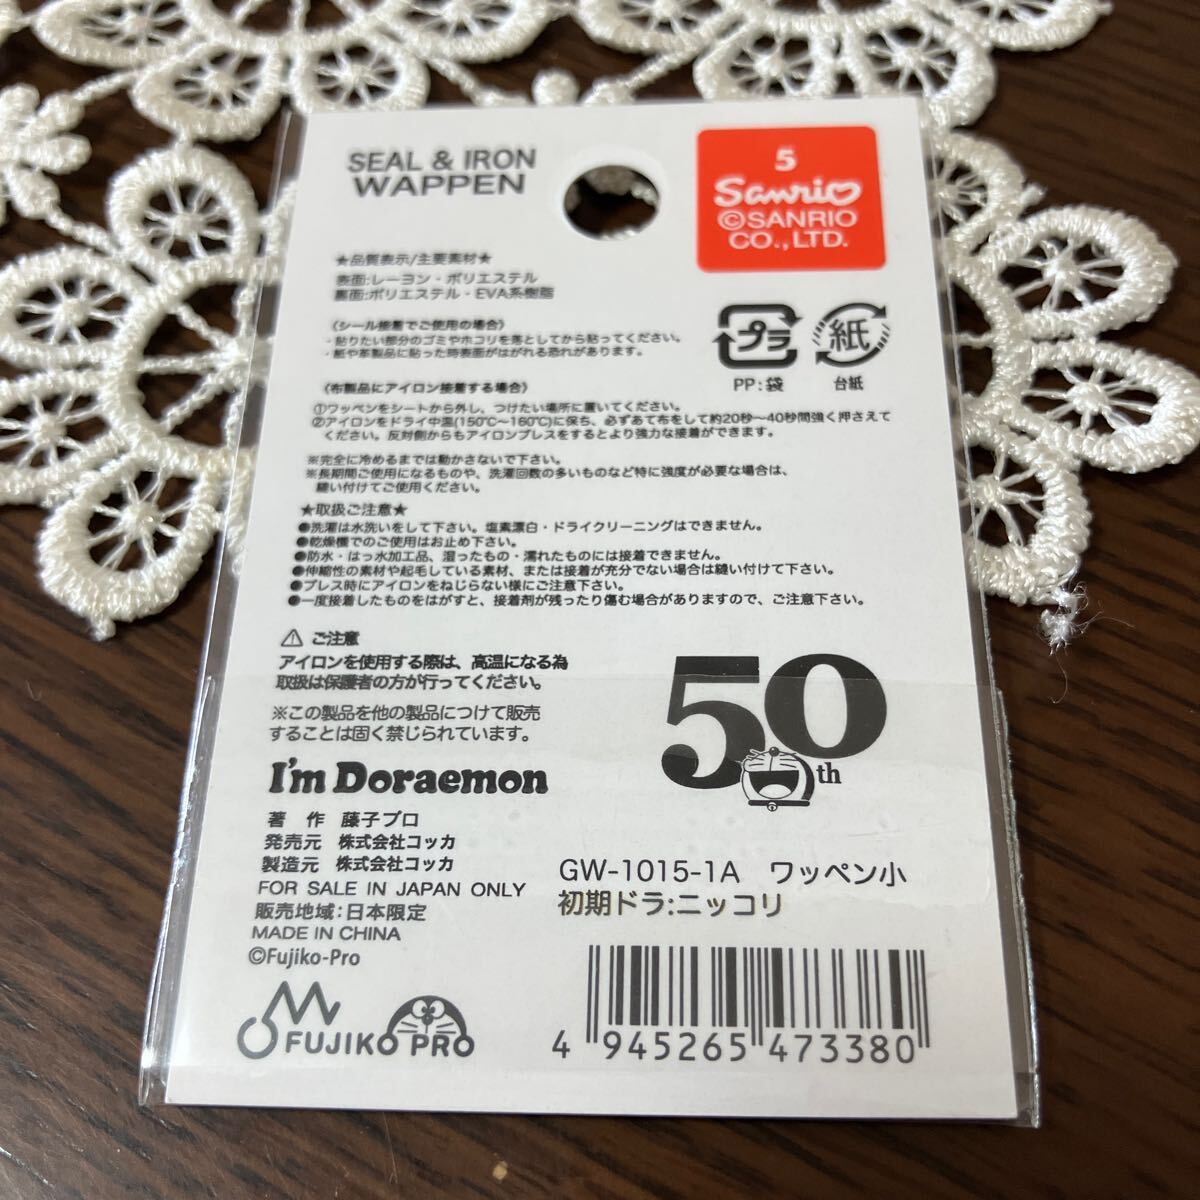 SEAL & IRON
WAPPEN
5
Sanrio
©SANRIO
CO.,LTD.
★品質表示/主要素材★
表面:レーヨン・ポリエステル
裏面:ポリエステル・EVA系樹脂
プラ
PP:袋
紙
台紙
〈シール接着でご使用の場合〉
・貼りたい部分のゴミやホコリを落としてから貼ってください。
・紙や革製品に貼った時表面がはがれる恐れがあります。
〈布製品にアイロン接着する場合〉
①ワッペンをシートから外し、つけたい場所に置いてください。
②アイロンをドライ中温(150℃〜160℃)に保ち、必ずあて布をして約20秒〜40秒間強く押さえて
ください。反対側からもアイロンプレスをするとより強力な接着ができます。
※完全に冷めるまでは動かさないで下さい。
※長期間ご使用になるものや、洗濯回数の多いものなど特に強度が必要な場合は、
縫い付けてご使用ください。
★取扱ご注意★
●洗濯は水洗いをして下さい。塩素漂白・ドライクリーニングはできません。
●乾燥機でのご使用はお止め下さい。
●防水・はっ水加工品、湿ったもの・濡れたものには接着できません。
●伸縮性の素材や起毛している素材、または接着が充分でない場合は縫い付けて下さい。
●プレス時にアイロンをねじらない様にご注意下さい。
●一度接着したものをはがすと、接着剤が残ったり傷む場合がありますので、ご注意下さい。
⚠ ご注意
アイロンを使用する際は、高温になる為
取扱は保護者の方が行ってください。
※この製品を他の製品につけて販売
することは固く禁じられています。
50th
I'm Doraemon
著 作 藤子プロ
発売元 株式会社コッカ
製造元 株式会社コッカ
FOR SALE IN JAPAN ONLY
販売地域:日本限定
MADE IN CHINA
©Fujiko-Pro
FUJIKO PRO
GW-1015-1A ワッペン小
初期ドラ:ニッコリ
4 945265 473380